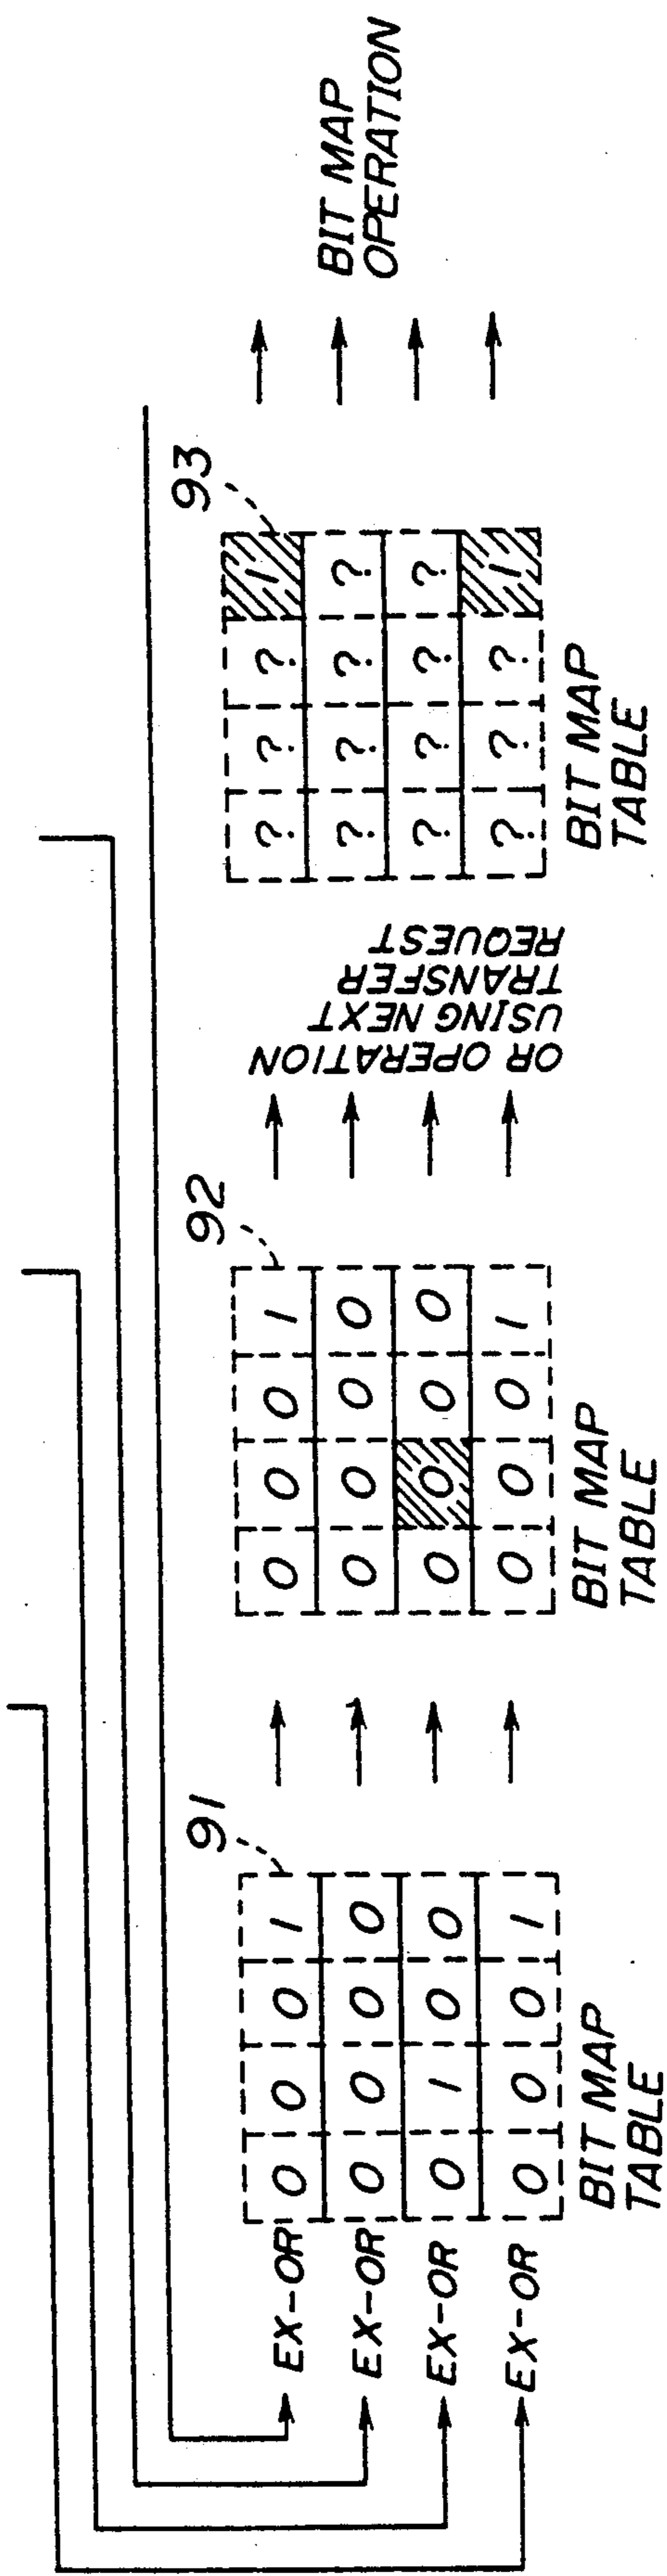 91
EX-OR 0 0 0 1
EX-OR 0 0 0 0
EX-OR 0 1 0 0
EX-OR 0 0 0 1
BIT MAP
TABLE
92
0 0 0 1
0 0 0 0
0 0 0 0
0 0 0 1
BIT MAP
TABLE
OR OPERATION
USING NEXT
TRANSFER
REQUEST
93
? ? ? 1
? ? ? ?
? ? ? ?
? ? ? 1
BIT MAP
TABLE
BIT MAP
OPERATION